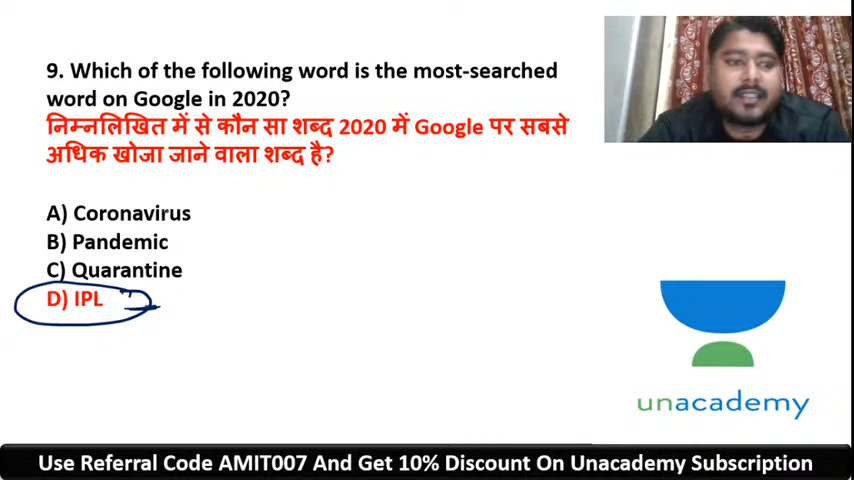 9. Which of the following word is the most-searched
word on Google in 2020?
निम्नलिखित में से कौन सा शब्द 2020 में Google पर सबसे
अधिक खोजा जाने वाला शब्द है?
A) Coronavirus
B) Pandemic
C) Quarantine
D) IPL
unacademy
Use Referral Code AMIT007 And Get 10% Discount On Unacademy Subscription